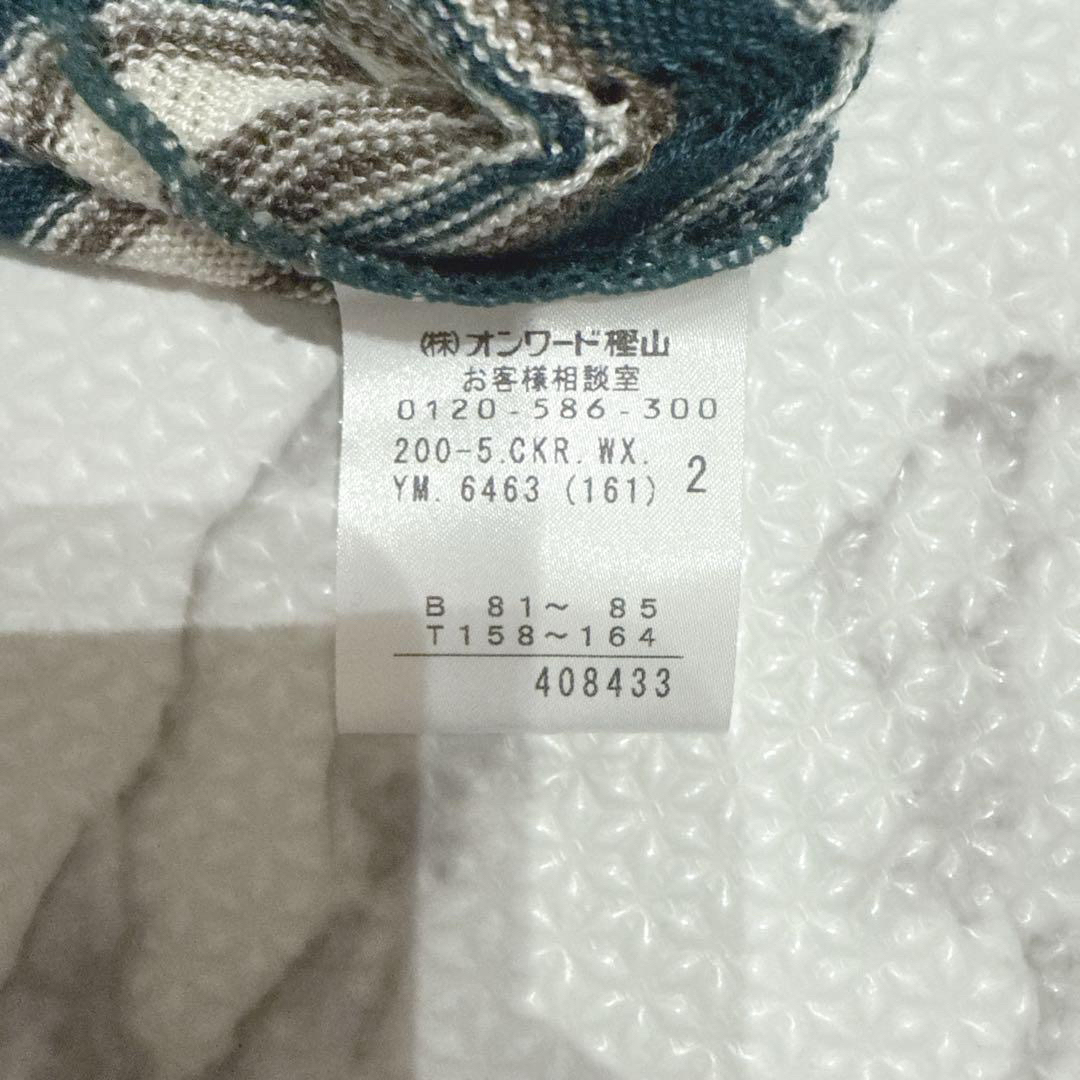 (株)オンワード樫山
お客様相談室
0120-586-300
200-5.CKR.WX.
YM.6463 (161) 2
B 81〜 85
T158〜164
408433